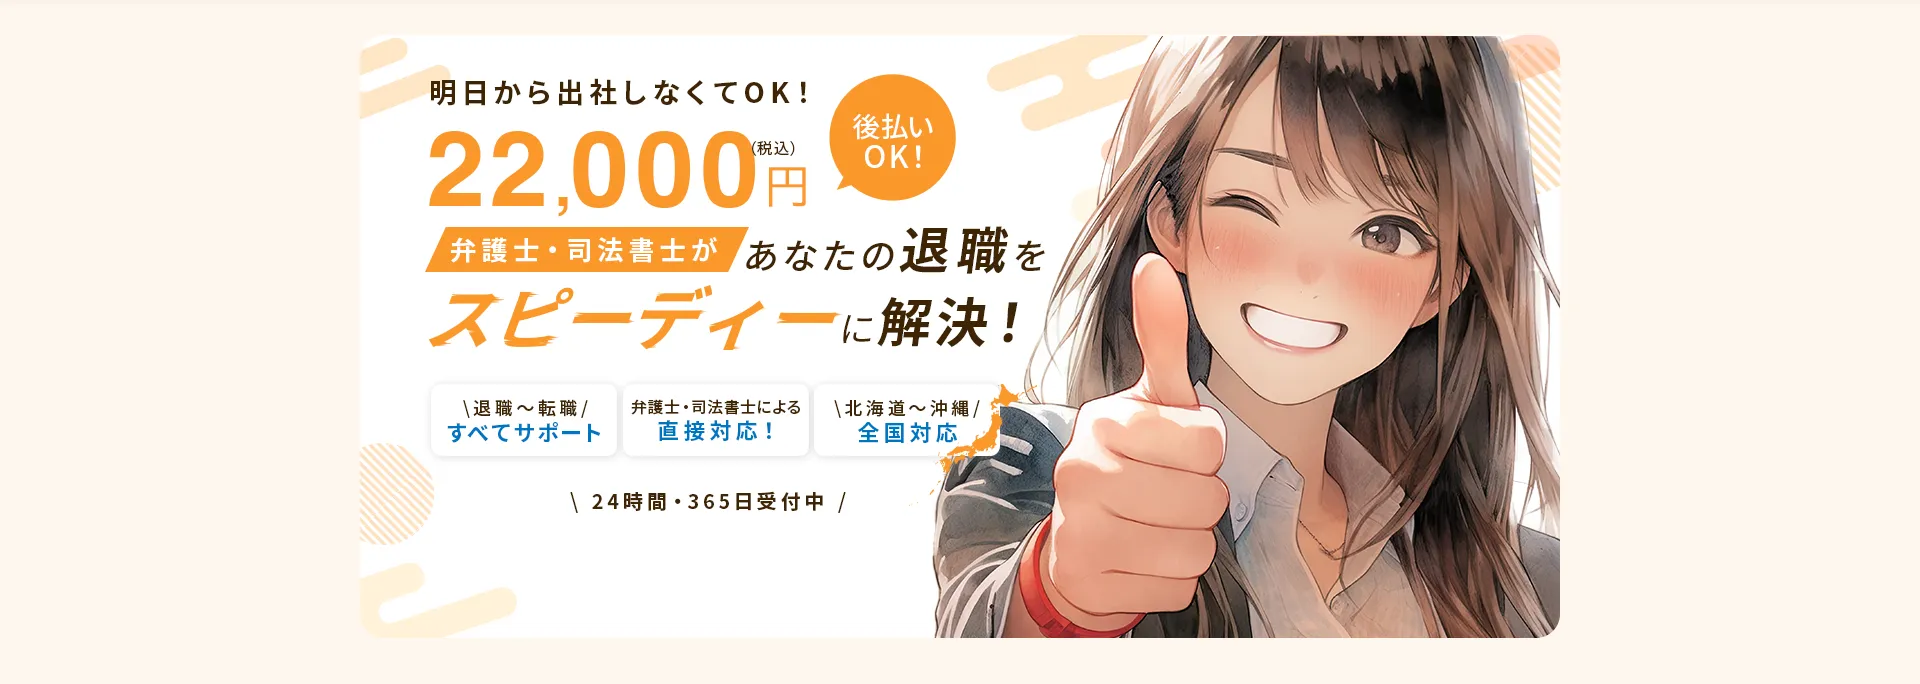 明日から出社しなくてOK！
22,000円(税込)
後払い
OK！
弁護士・司法書士が あなたの退職を
スピーディーに解決！
\退職～転職/
すべてサポート
弁護士・司法書士による
直接対応！
\北海道～沖縄/
全国対応
\ 24時間・365日受付中 /